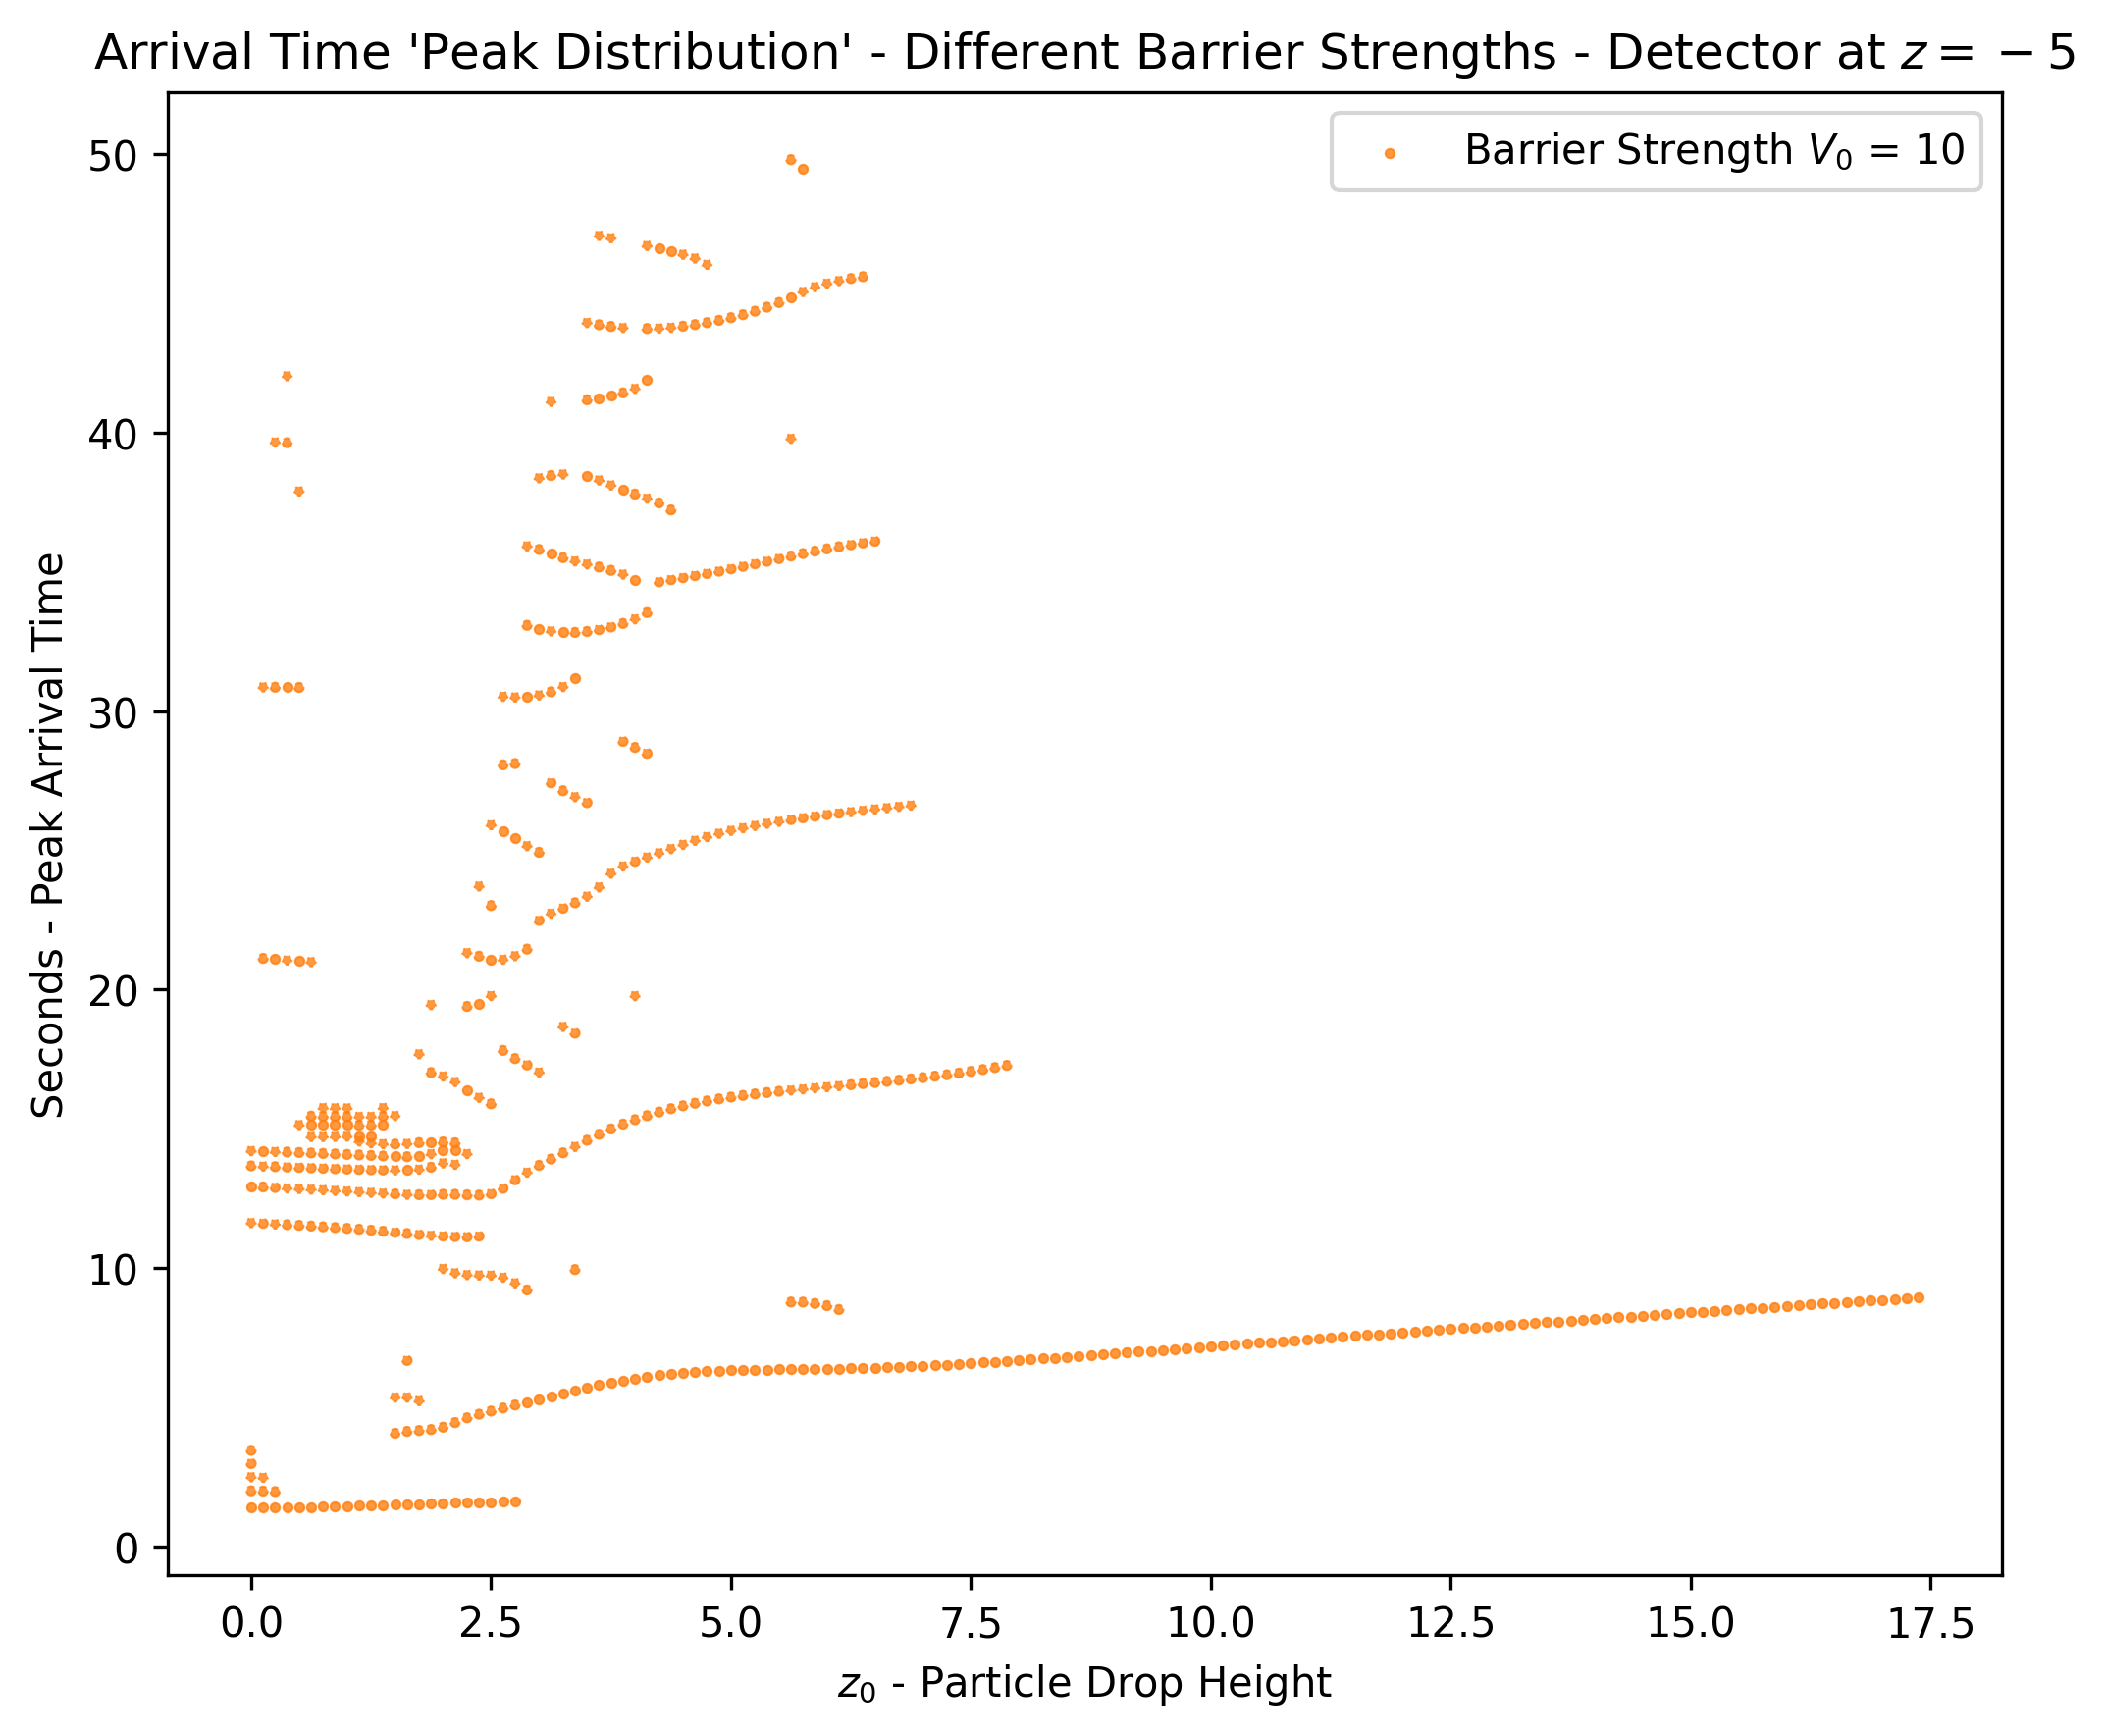 Arrival Time 'Peak Distribution' - Different Barrier Strengths - Detector at z = −5
Barrier Strength V₀ = 10
50
40
30
20
10
0
Seconds - Peak Arrival Time
0.0 2.5 5.0 7.5 10.0 12.5 15.0 17.5
z₀ - Particle Drop Height